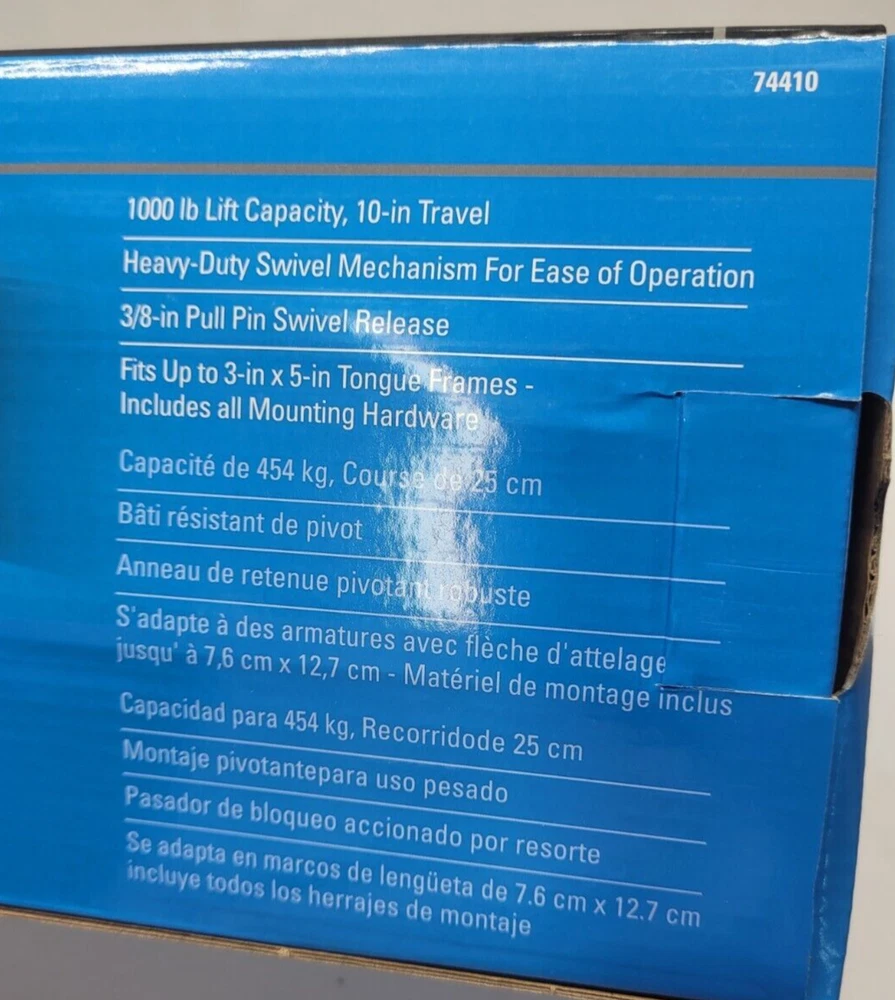 74410
1000 lb Lift Capacity, 10-in Travel
Heavy-Duty Swivel Mechanism For Ease of Operation
3/8-in Pull Pin Swivel Release
Fits Up to 3-in x 5-in Tongue Frames -
Includes all Mounting Hardware
Capacité de 454 kg, Course de 25 cm
Bâti résistant de pivot
Anneau de retenue pivotant robuste
S'adapte à des armatures avec flèche d'attelage
jusqu' à 7,6 cm x 12,7 cm - Matériel de montage inclus
Capacidad para 454 kg, Recorridode 25 cm
Montaje pivotantepara uso pesado
Pasador de bloqueo accionado por resorte
Se adapta en marcos de lengüeta de 7.6 cm x 12.7 cm
incluye todos los herrajes de montaje